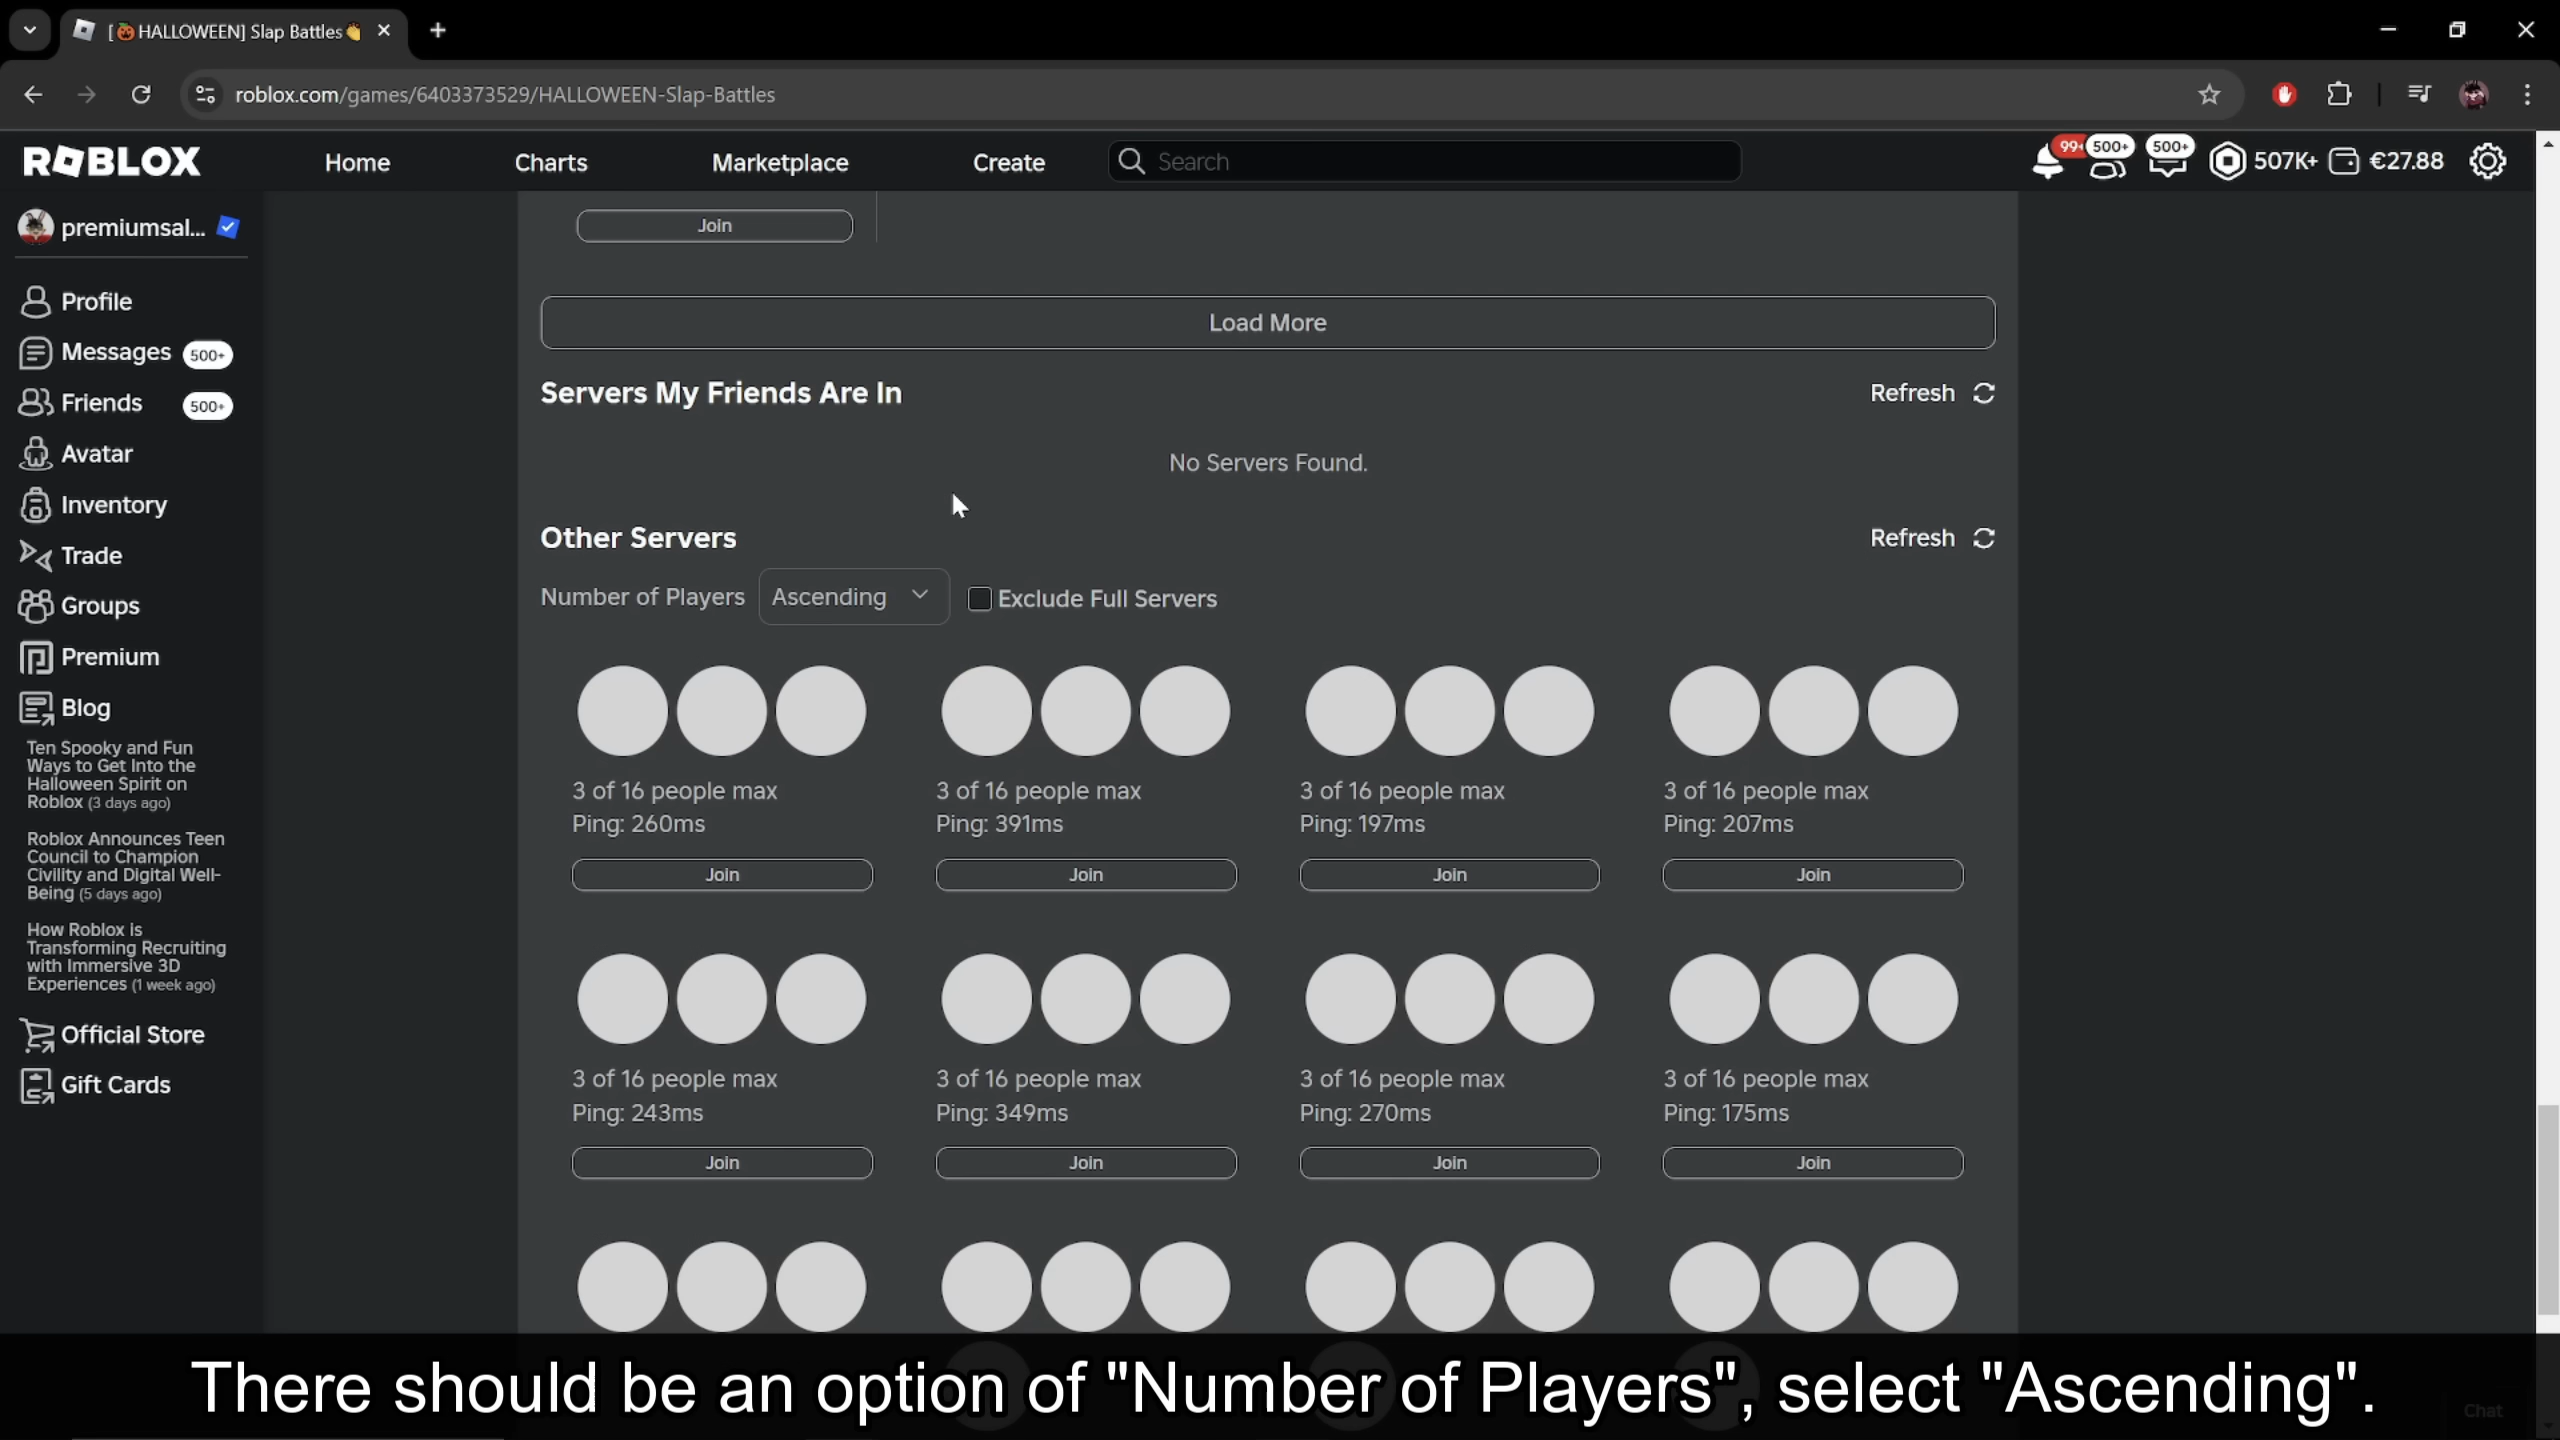 [🎃HALLOWEEN] Slap Battles👏
roblox.com/games/6403373529/HALLOWEEN-Slap-Battles
ROBLOX
Home
Charts
Marketplace
Create
Search
99+
500+
500+
507K+
€27.88
premiumsal...
Profile
Messages 500+
Friends 500+
Avatar
Inventory
Trade
Groups
Premium
Blog
Ten Spooky and Fun
Ways to Get Into the
Halloween Spirit on
Roblox (3 days ago)
Roblox Announces Teen
Council to Champion
Civility and Digital Well-
Being (5 days ago)
How Roblox is
Transforming Recruiting
with Immersive 3D
Experiences (1 week ago)
Official Store
Gift Cards
Join
Load More
Servers My Friends Are In
Refresh
No Servers Found.
Other Servers
Refresh
Number of Players Ascending Exclude Full Servers
3 of 16 people max
Ping: 260ms
Join
3 of 16 people max
Ping: 391ms
Join
3 of 16 people max
Ping: 197ms
Join
3 of 16 people max
Ping: 207ms
Join
3 of 16 people max
Ping: 243ms
Join
3 of 16 people max
Ping: 349ms
Join
3 of 16 people max
Ping: 270ms
Join
3 of 16 people max
Ping: 175ms
Join
There should be an option of "Number of Players", select "Ascending".
Chat